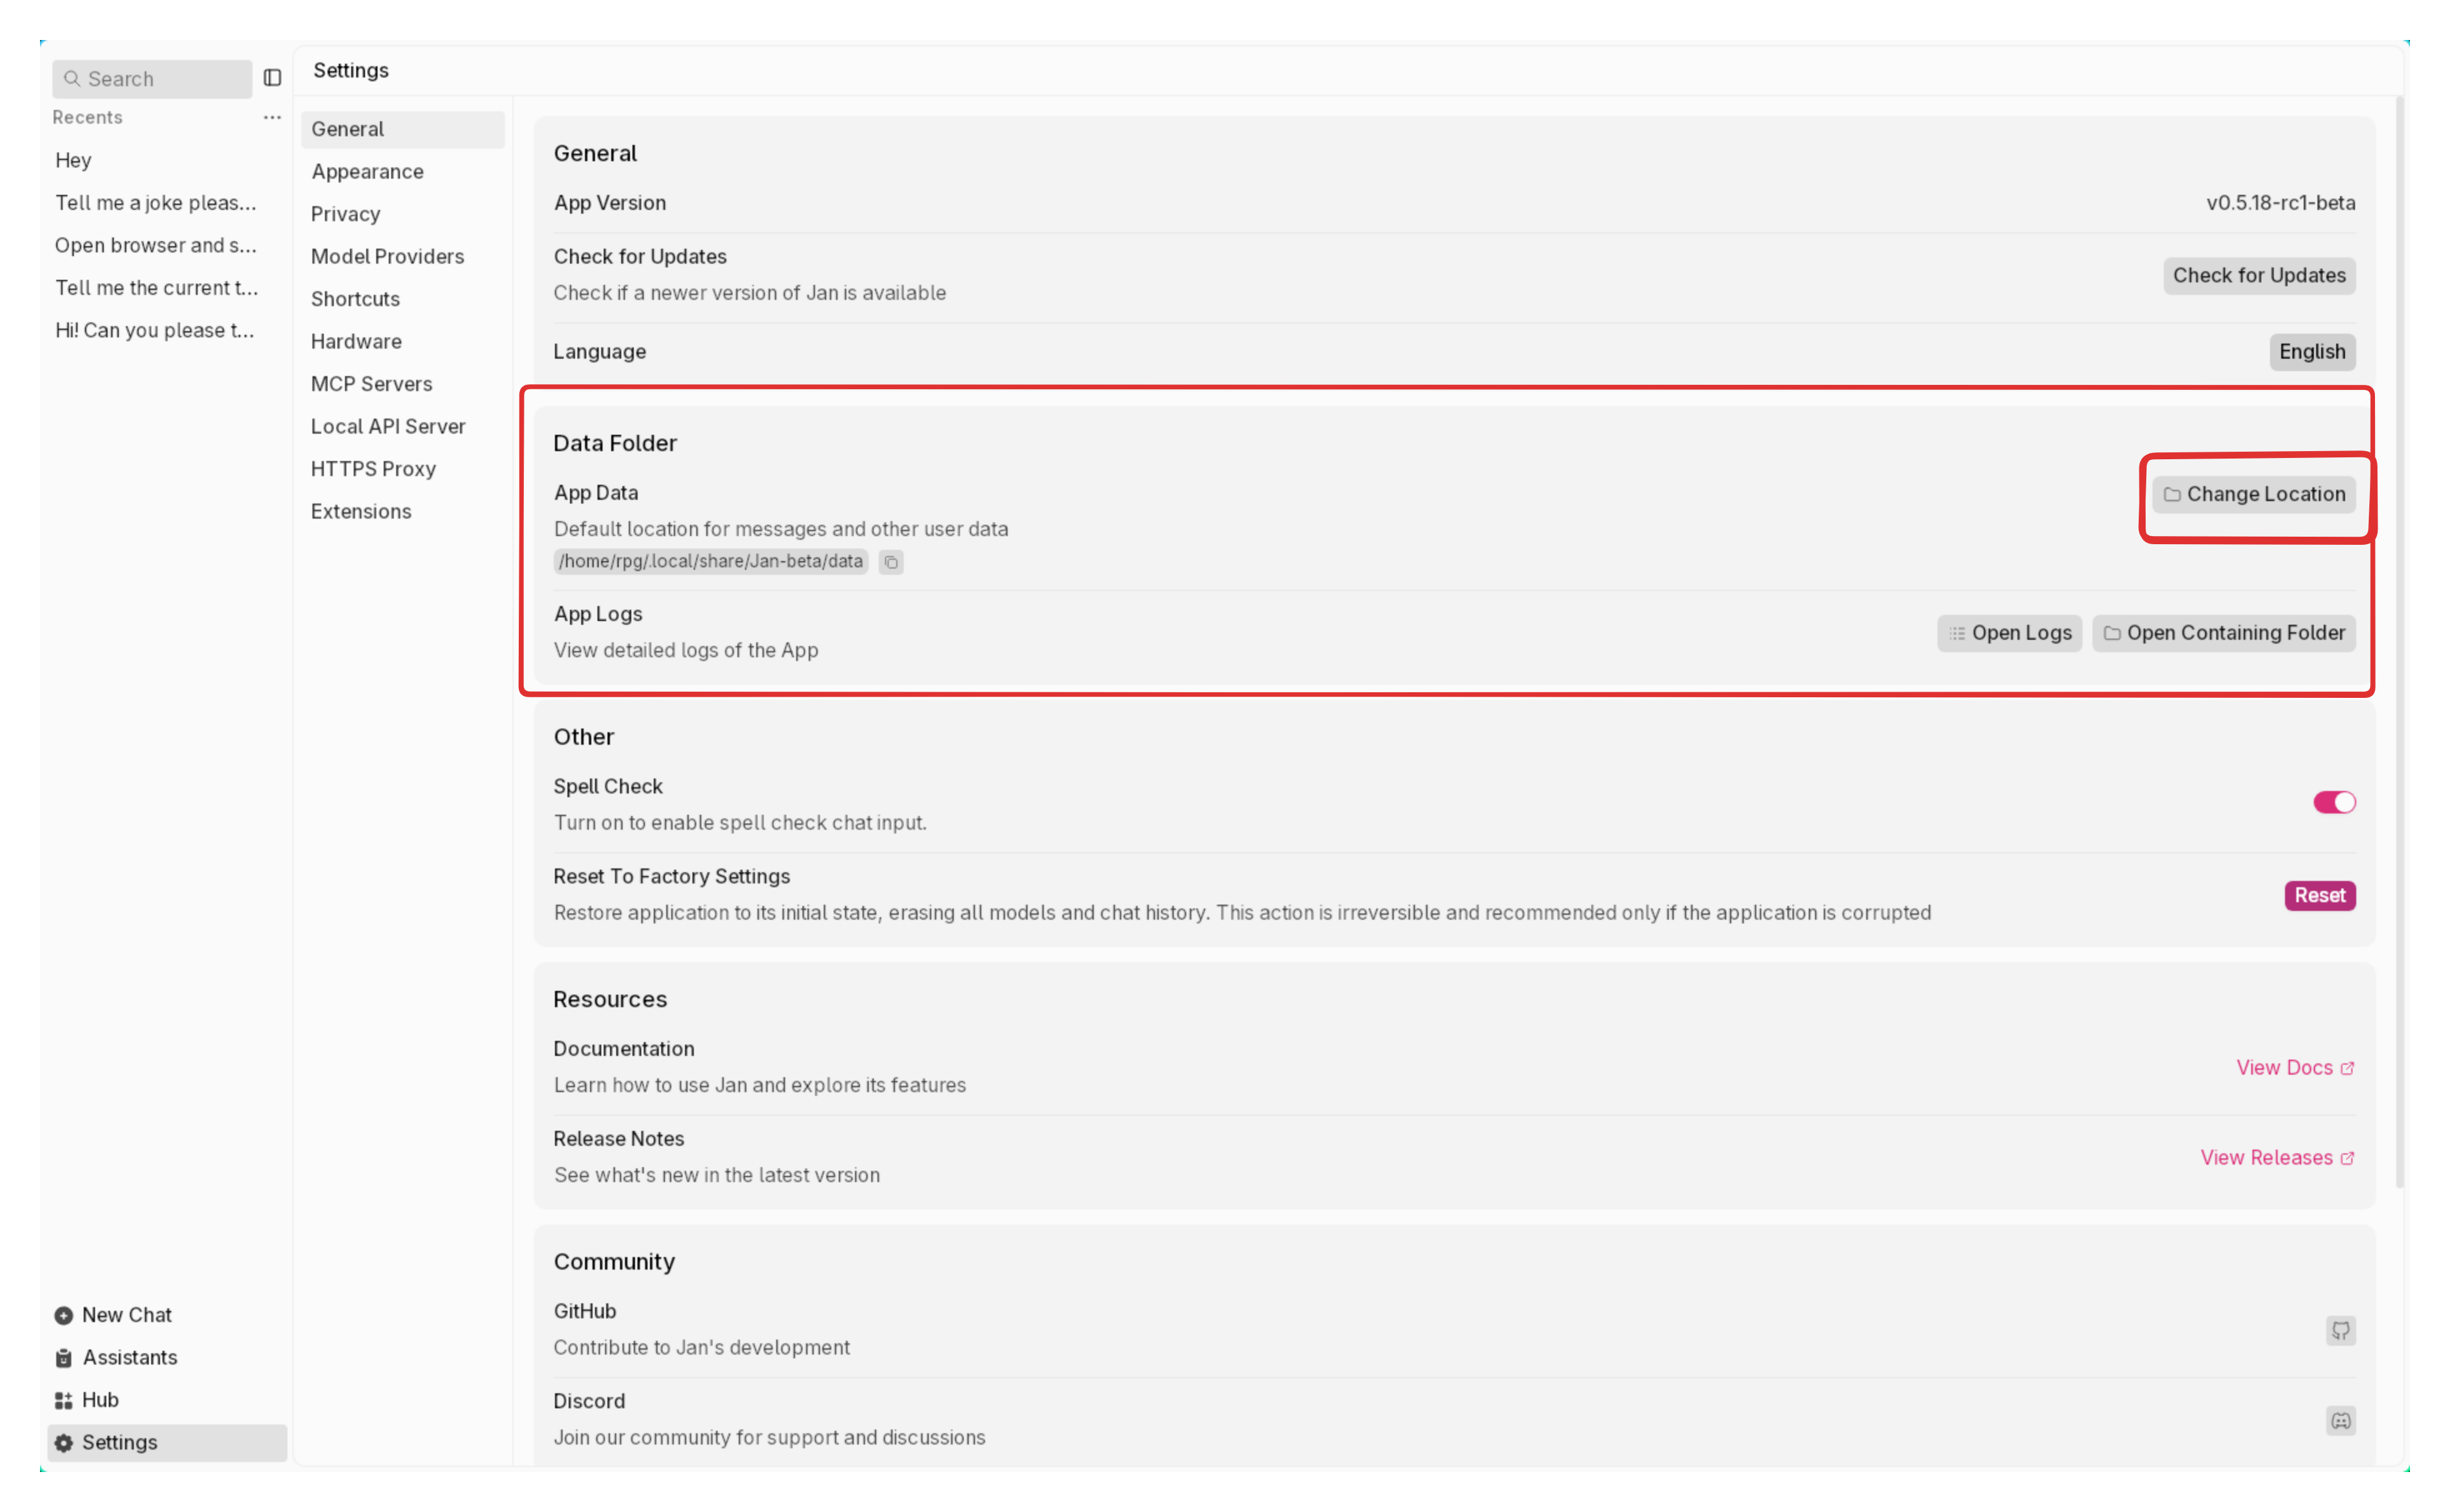 Search
Recents
Hey
Tell me a joke pleas...
Open browser and s...
Tell me the current t...
Hi! Can you please t...
New Chat
Assistants
Hub
Settings
Settings
General
Appearance
Privacy
Model Providers
Shortcuts
Hardware
MCP Servers
Local API Server
HTTPS Proxy
Extensions
General
App Version
v0.5.18-rc1-beta
Check for Updates
Check if a newer version of Jan is available
Check for Updates
Language
English
Data Folder
App Data
Default location for messages and other user data
/home/rpg/.local/share/Jan-beta/data
Change Location
App Logs
View detailed logs of the App
Open Logs
Open Containing Folder
Other
Spell Check
Turn on to enable spell check chat input.
Reset To Factory Settings
Restore application to its initial state, erasing all models and chat history. This action is irreversible and recommended only if the application is corrupted
Reset
Resources
Documentation
Learn how to use Jan and explore its features
View Docs
Release Notes
See what's new in the latest version
View Releases
Community
GitHub
Contribute to Jan's development
Discord
Join our community for support and discussions